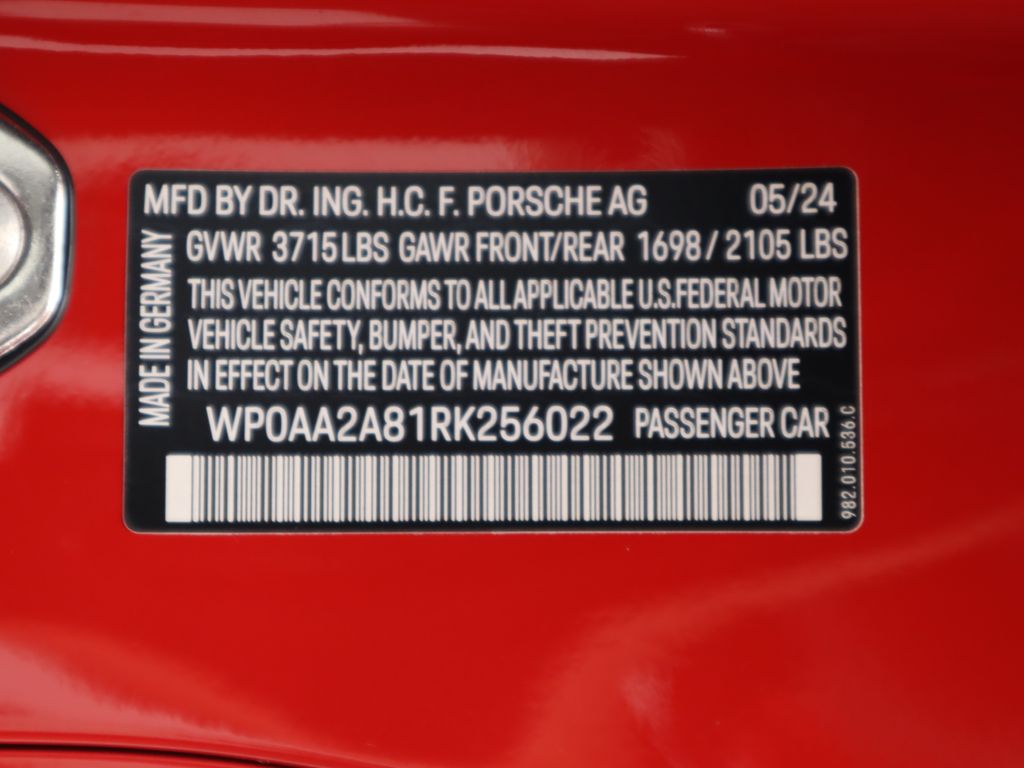 MFD BY DR. ING. H.C. F. PORSCHE AG 05/24
GVWR 3715 LBS GAWR FRONT/REAR 1698 / 2105 LBS
THIS VEHICLE CONFORMS TO ALL APPLICABLE U.S.FEDERAL MOTOR
VEHICLE SAFETY, BUMPER, AND THEFT PREVENTION STANDARDS
IN EFFECT ON THE DATE OF MANUFACTURE SHOWN ABOVE
WP0AA2A81RK256022 PASSENGER CAR
MADE IN GERMANY
982.010.536.C